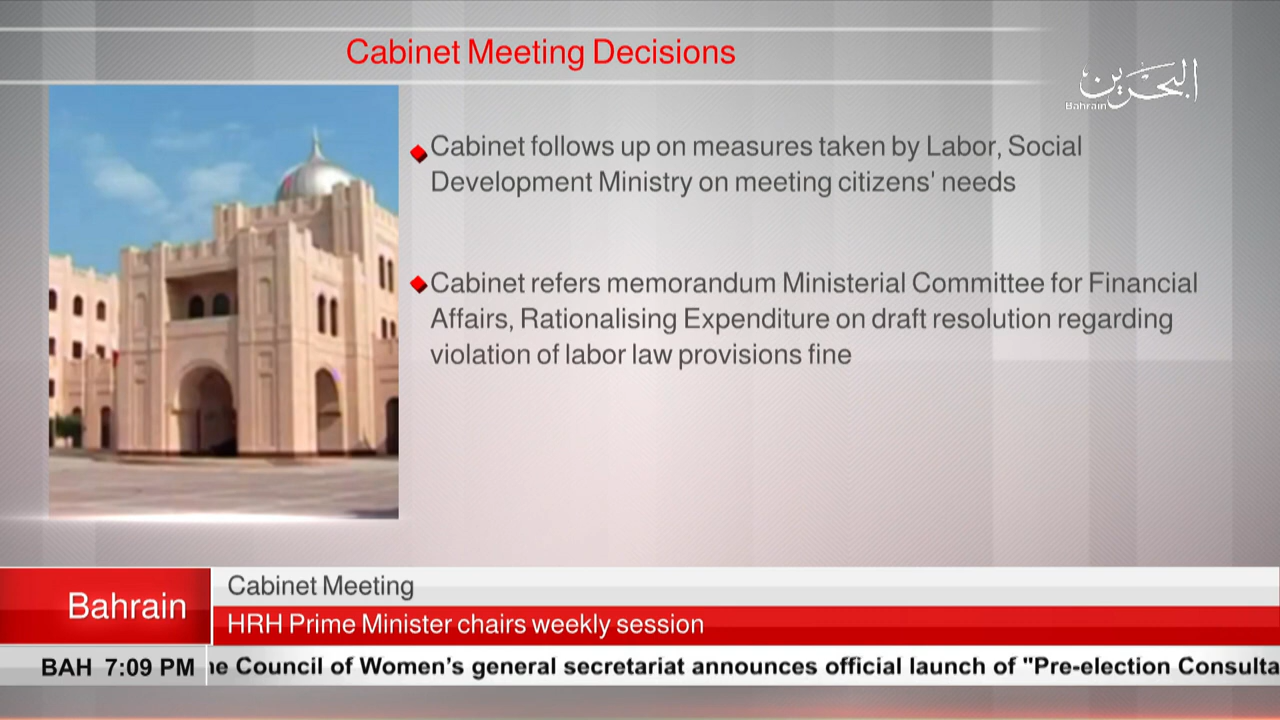 Cabinet Meeting Decisions
البحرين
Bahrain
Cabinet follows up on measures taken by Labor, Social
Development Ministry on meeting citizens' needs
Cabinet refers memorandum Ministerial Committee for Financial
Affairs, Rationalising Expenditure on draft resolution regarding
violation of labor law provisions fine
Cabinet Meeting
Bahrain
HRH Prime Minister chairs weekly session
BAH 7:09 PM
Council of Women’s general secretariat announces official launch of "Pre-election